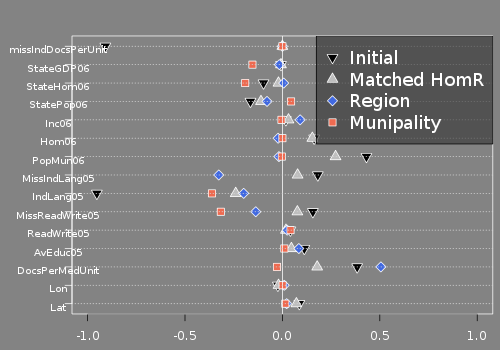 missIndDocsPerUnit
StateGDP06
StateHom06
StatePop06
Inc06
Hom06
PopMun06
MissIndLang05
IndLang05
MissReadWrite05
ReadWrite05
AvEduc05
DocsPerMedUnit
Lon
Lat
Initial
Matched HomR
Region
Munipality
-1.0 -0.5 0.0 0.5 1.0